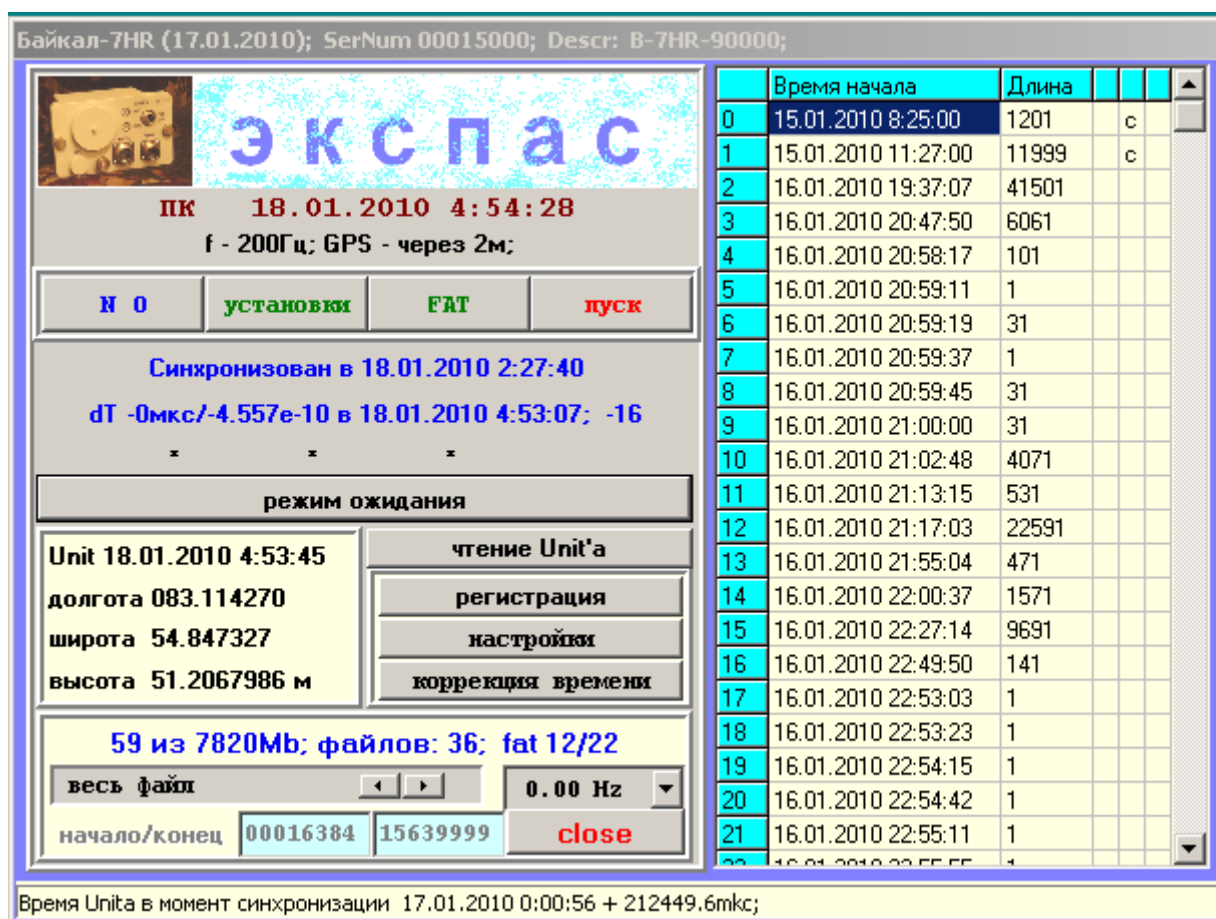 Байкал-7HR (17.01.2010); SerNum 00015000; Descr: B-7HR-90000;
экспас
пк 18.01.2010 4:54:28
f - 200Гц; GPS - через 2м;
N 0 установки FAT пуск
Синхронизован в 18.01.2010 2:27:40
dT -0мкс/-4.557e-10 в 18.01.2010 4:53:07; -16
* * *
режим ожидания
Unit 18.01.2010 4:53:45
долгота 083.114270
широта 54.847327
высота 51.2067986 м
чтение Unit'а
регистрация
настройки
коррекция времени
59 из 7820Mb; файлов: 36; fat 12/22
весь файл 0.00 Hz
начало/конец 00016384 15639999 close
Время начала Длина
0 15.01.2010 8:25:00 1201 c
1 15.01.2010 11:27:00 11999 c
2 16.01.2010 19:37:07 41501
3 16.01.2010 20:47:50 6061
4 16.01.2010 20:58:17 101
5 16.01.2010 20:59:11 1
6 16.01.2010 20:59:19 31
7 16.01.2010 20:59:37 1
8 16.01.2010 20:59:45 31
9 16.01.2010 21:00:00 31
10 16.01.2010 21:02:48 4071
11 16.01.2010 21:13:15 531
12 16.01.2010 21:17:03 22591
13 16.01.2010 21:55:04 471
14 16.01.2010 22:00:37 1571
15 16.01.2010 22:27:14 9691
16 16.01.2010 22:49:50 141
17 16.01.2010 22:53:03 1
18 16.01.2010 22:53:23 1
19 16.01.2010 22:54:15 1
20 16.01.2010 22:54:42 1
21 16.01.2010 22:55:11 1
Время Unita в момент синхронизации 17.01.2010 0:00:56 + 212449.6mkc;